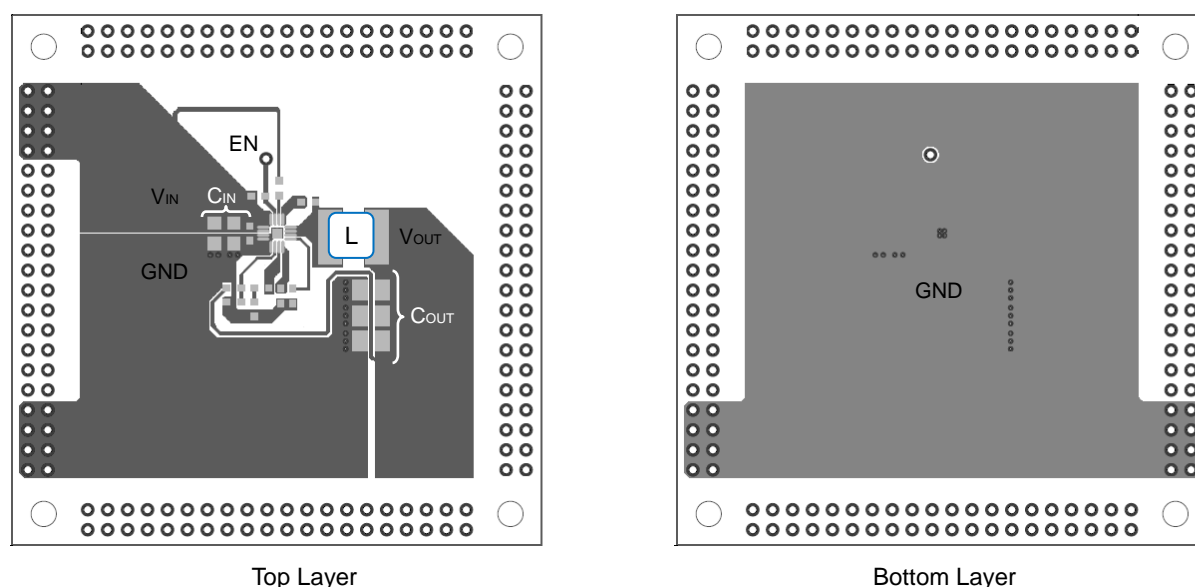 EN
VIN
CIN
L
VOUT
GND
COUT
GND
Top Layer
Bottom Layer